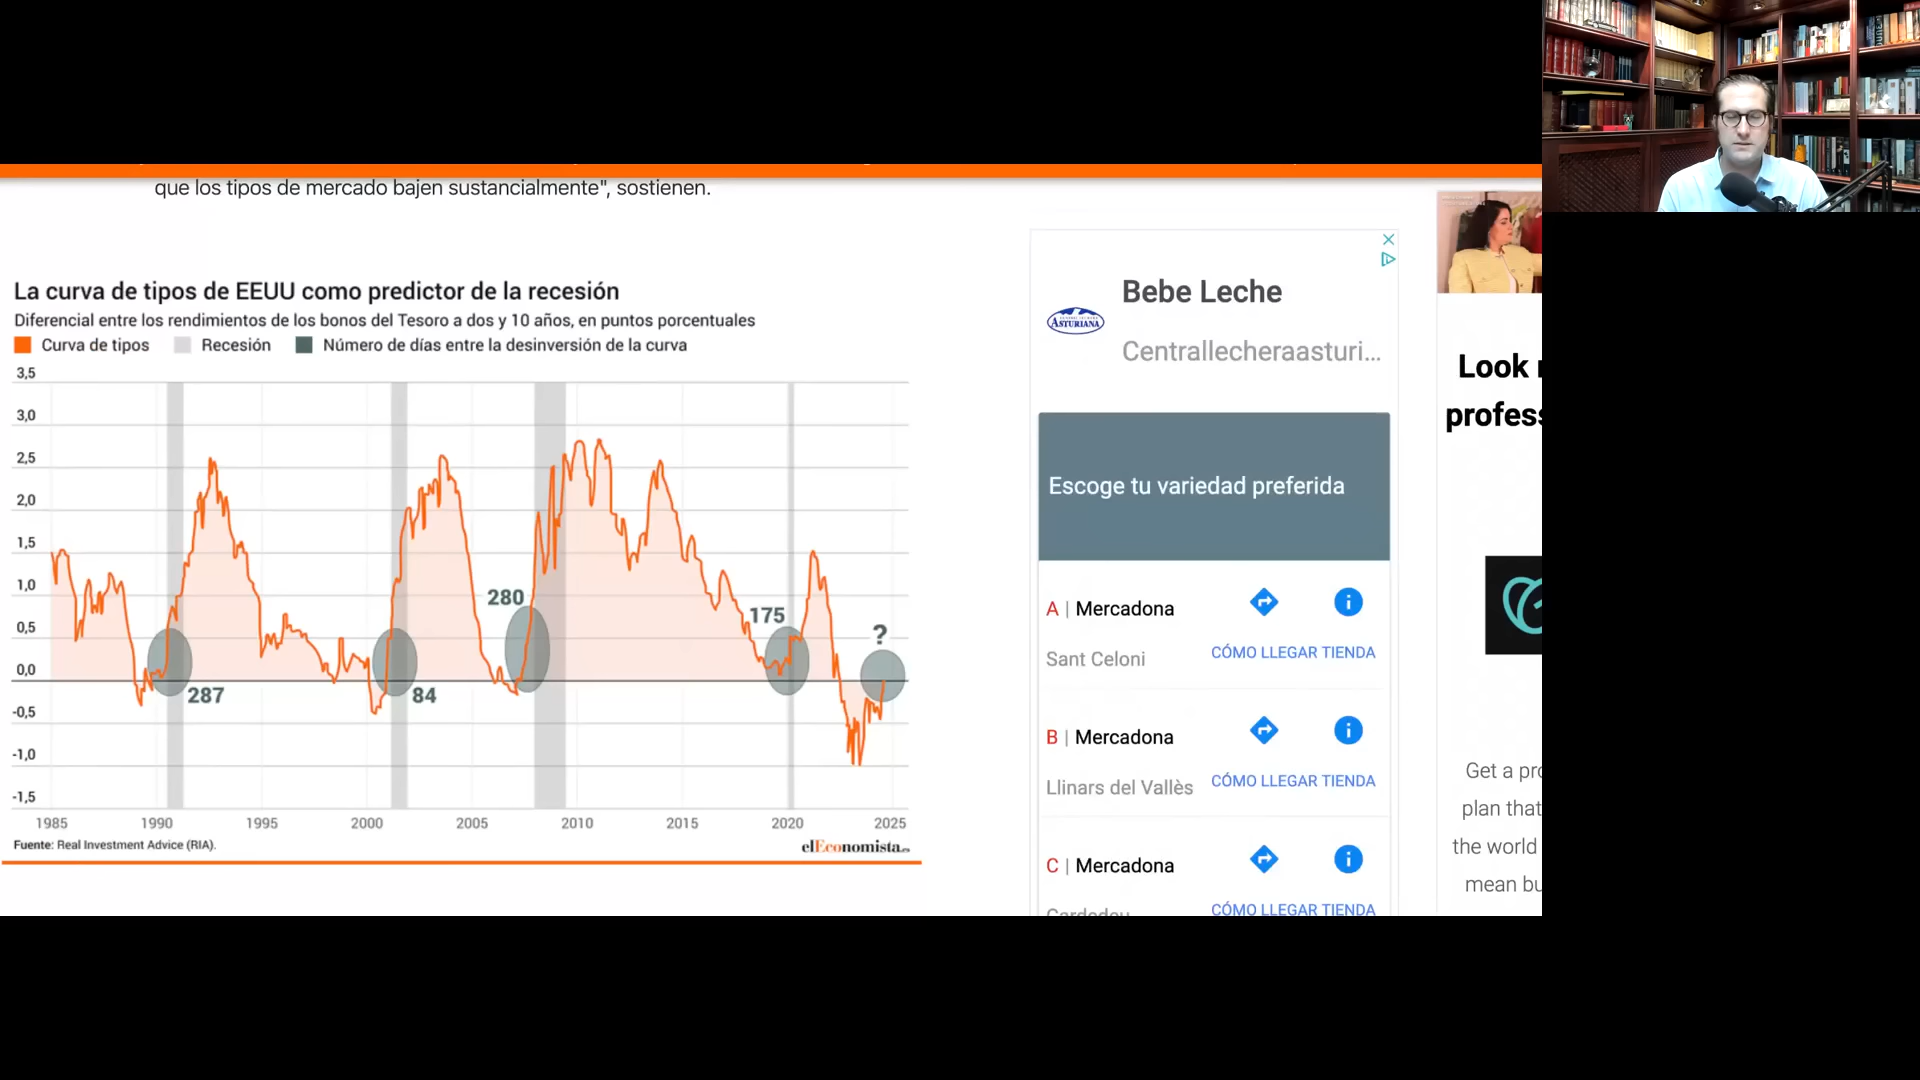 que los tipos de mercado bajen sustancialmente", sostienen.
La curva de tipos de EEUU como predictor de la recesión
Diferencial entre los rendimientos de los bonos del Tesoro a dos y 10 años, en puntos porcentuales
Curva de tipos
Recesión
Número de días entre la desinversión de la curva
3,5
3,0
2,5
2,0
1,5
1,0
0,5
0,0
-0,5
-1,0
-1,5
287
84
280
175
?
1985
1990
1995
2000
2005
2010
2015
2020
2025
Fuente: Real Investment Advice (RIA).
elEconomista.es
Bebe Leche
ASTURIANA
Centrallecheraasturi...
Escoge tu variedad preferida
A | Mercadona
Sant Celoni
CÓMO LLEGAR TIENDA
B | Mercadona
Llinars del Vallès
CÓMO LLEGAR TIENDA
C | Mercadona
Cardedeu
CÓMO LLEGAR TIENDA
Look
profess
Get a pro
plan that
the world
mean bu